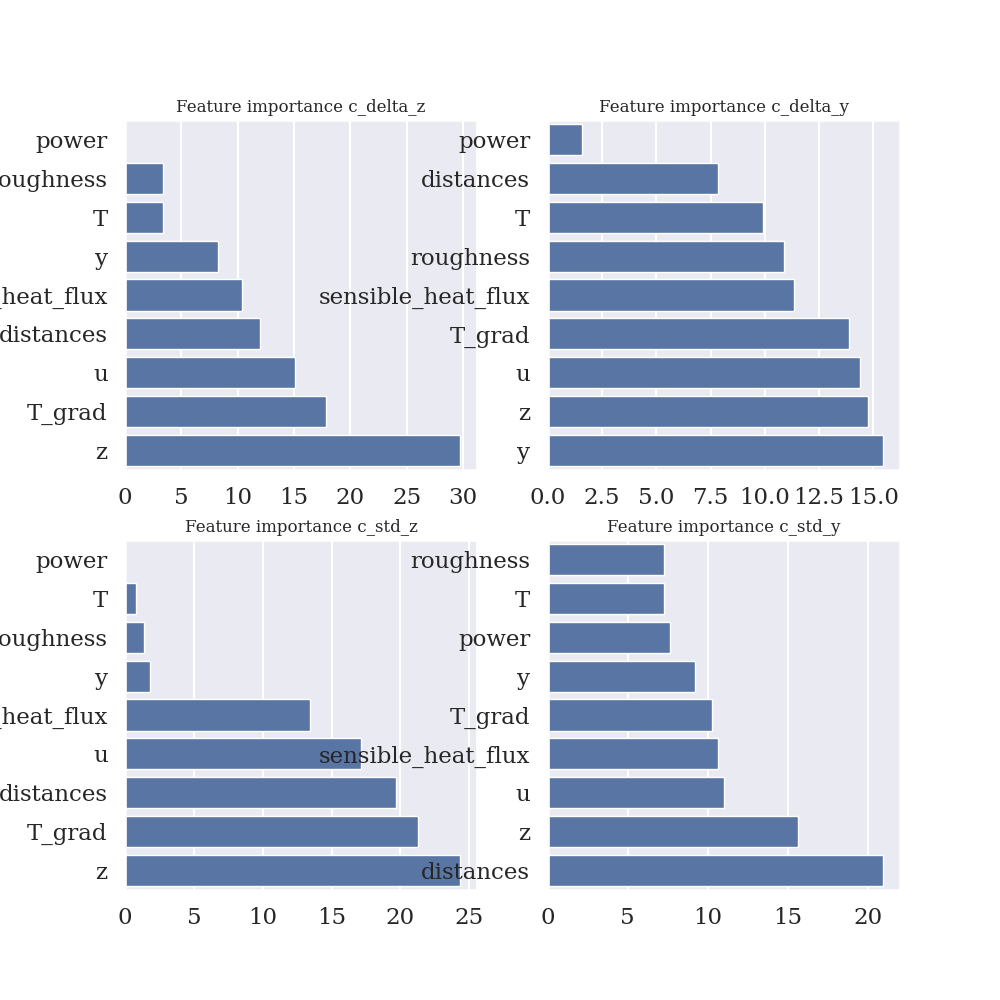 Feature importance c_delta_z
power
oughness
T
y
_heat_flux
distances
u
T_grad
z
0 5 10 15 20 25 30
Feature importance c_delta_y
power
distances
T
roughness
sensible_heat_flux
T_grad
u
z
y
0.0 2.5 5.0 7.5 10.0 12.5 15.0
Feature importance c_std_z
power
T
oughness
y
_heat_flux
u
distances
T_grad
z
0 5 10 15 20 25
Feature importance c_std_y
roughness
T
power
y
T_grad
sensible_heat_flux
u
z
distances
0 5 10 15 20